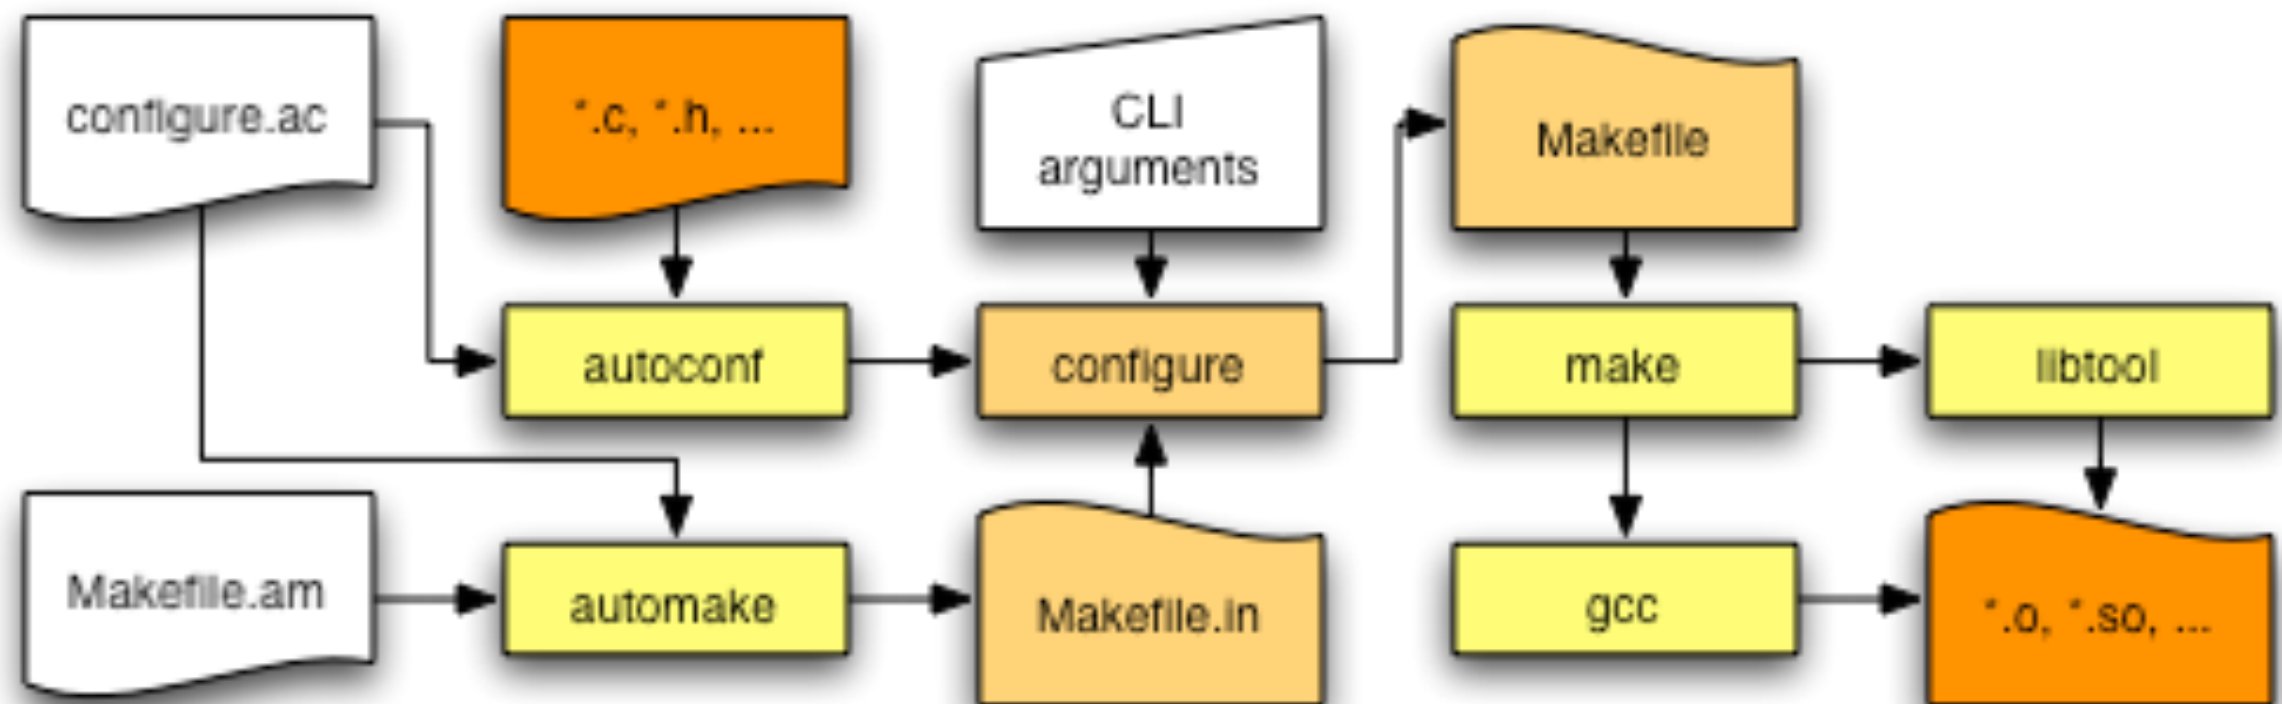 configure.ac
*.c, *.h, ...
CLI
arguments
Makefile
autoconf
configure
make
libtool
Makefile.am
automake
Makefile.in
gcc
*.o, *.so, ...